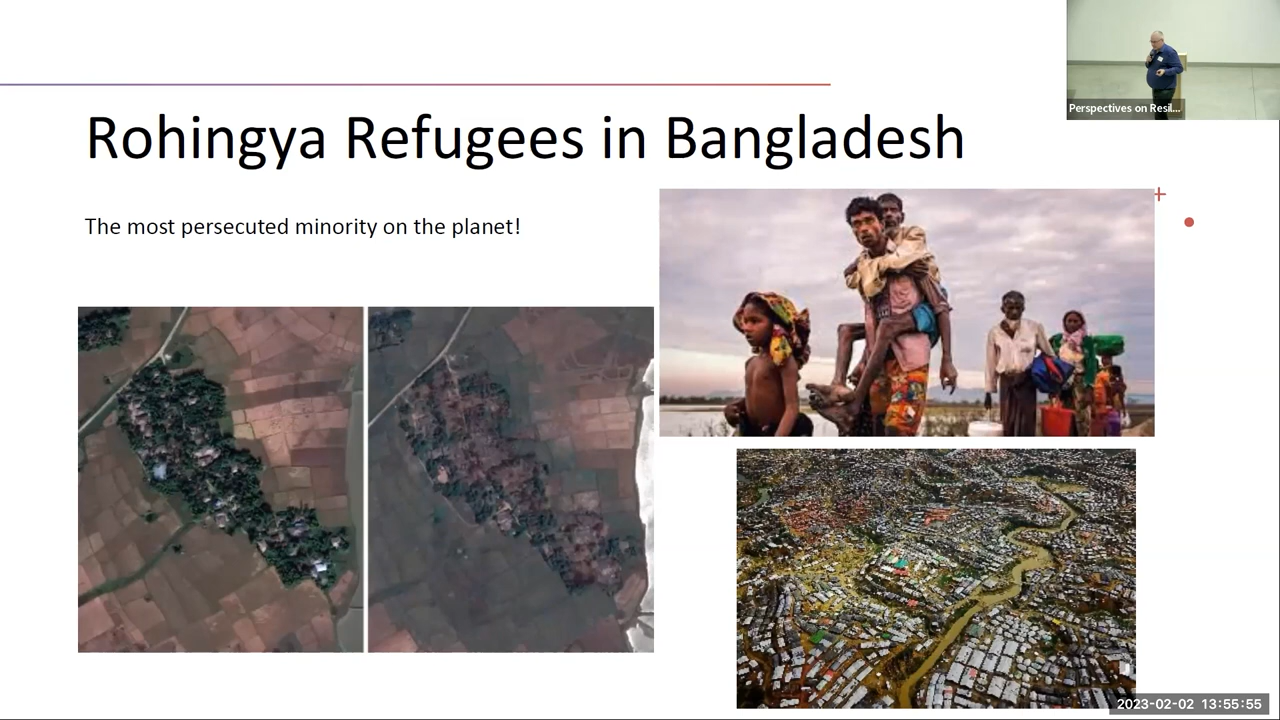 Perspectives on Resil...
Rohingya Refugees in Bangladesh
The most persecuted minority on the planet!
2023-02-02 13:55:55